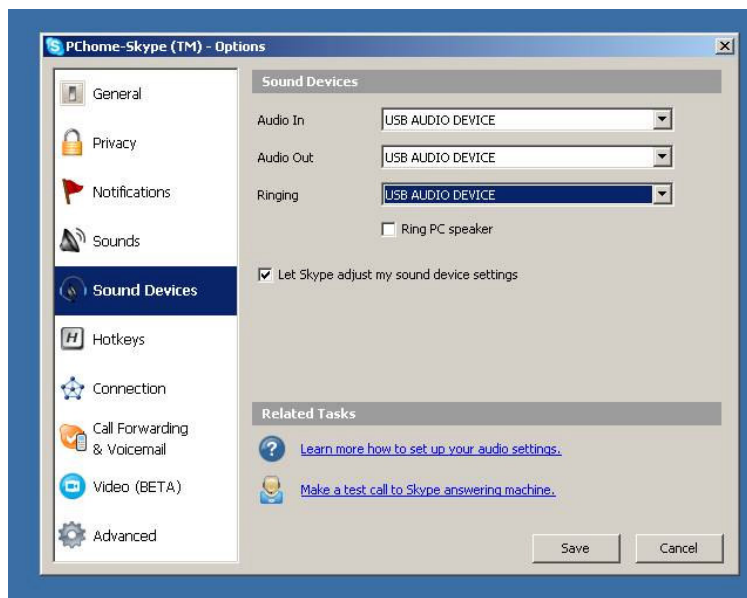 PChome-Skype (TM) - Options
General
Privacy
Notifications
Sounds
Sound Devices
Hotkeys
Connection
Call Forwarding
& Voicemail
Video (BETA)
Advanced
Sound Devices
Audio In USB AUDIO DEVICE
Audio Out USB AUDIO DEVICE
Ringing USB AUDIO DEVICE
Ring PC speaker
Let Skype adjust my sound device settings
Related Tasks
Learn more how to set up your audio settings.
Make a test call to Skype answering machine.
Save Cancel